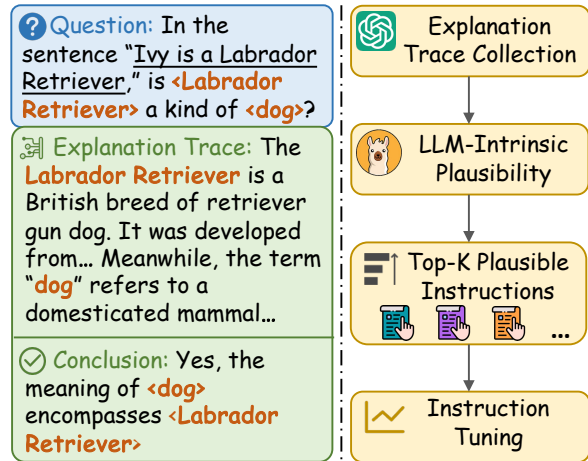 Question: In the
sentence “Ivy is a Labrador
Retriever,” is <Labrador
Retriever> a kind of <dog>?
Explanation Trace: The
Labrador Retriever is a
British breed of retriever
gun dog. It was developed
from... Meanwhile, the term
“dog” refers to a
domesticated mammal...
Conclusion: Yes, the
meaning of <dog>
encompasses <Labrador
Retriever>
Explanation
Trace Collection
LLM-Intrinsic
Plausibility
Top-K Plausible
Instructions
...
Instruction
Tuning